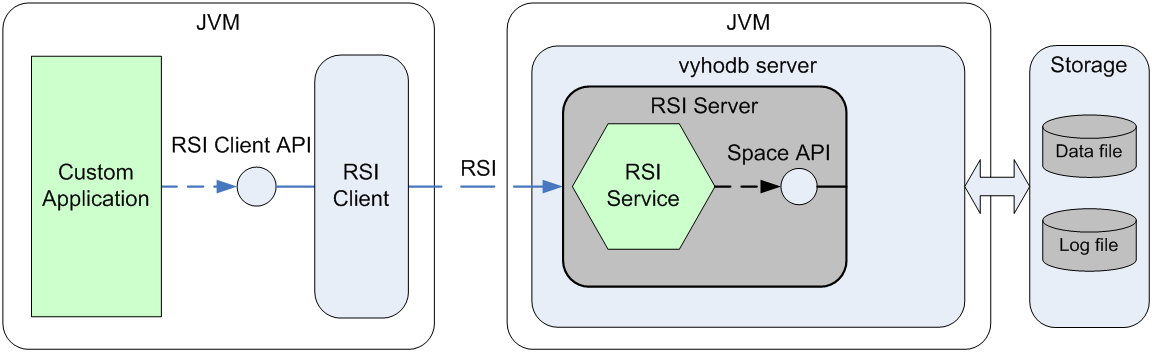 JVM
Custom
Application
RSI Client API
RSI
Client
RSI
JVM
vyhodb server
RSI Server
RSI
Service
Space API
Storage
Data file
Log file